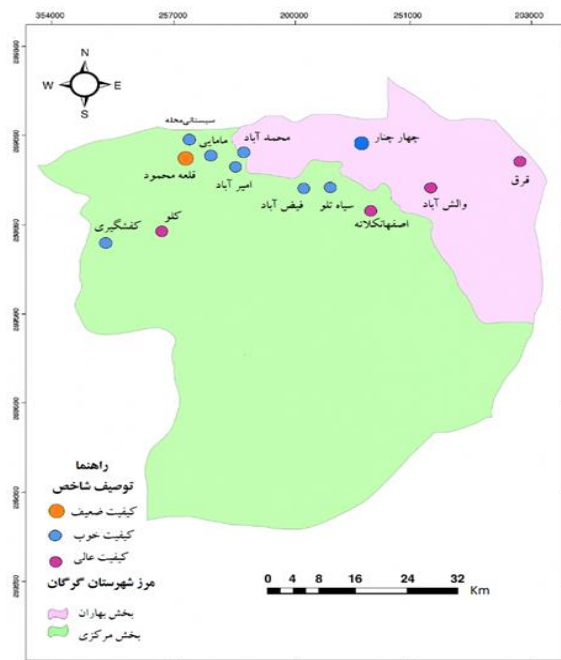 354000 257000 200000 251000 203000
N
W E
S
سیستانی‌محله
مامایی
محمد آباد
چهار چنار
قرق
قلعه محمود
امیر آباد
فیض آباد
سیاه تلو
والش آباد
اصفهانکلاته
کلو
کفشگیری
راهنما
توصیف شاخص
کیفیت ضعیف
کیفیت خوب
کیفیت عالی
مرز شهرستان گرگان
بخش بهاران
بخش مرکزی
0 2 4 8 16 24 32
Km